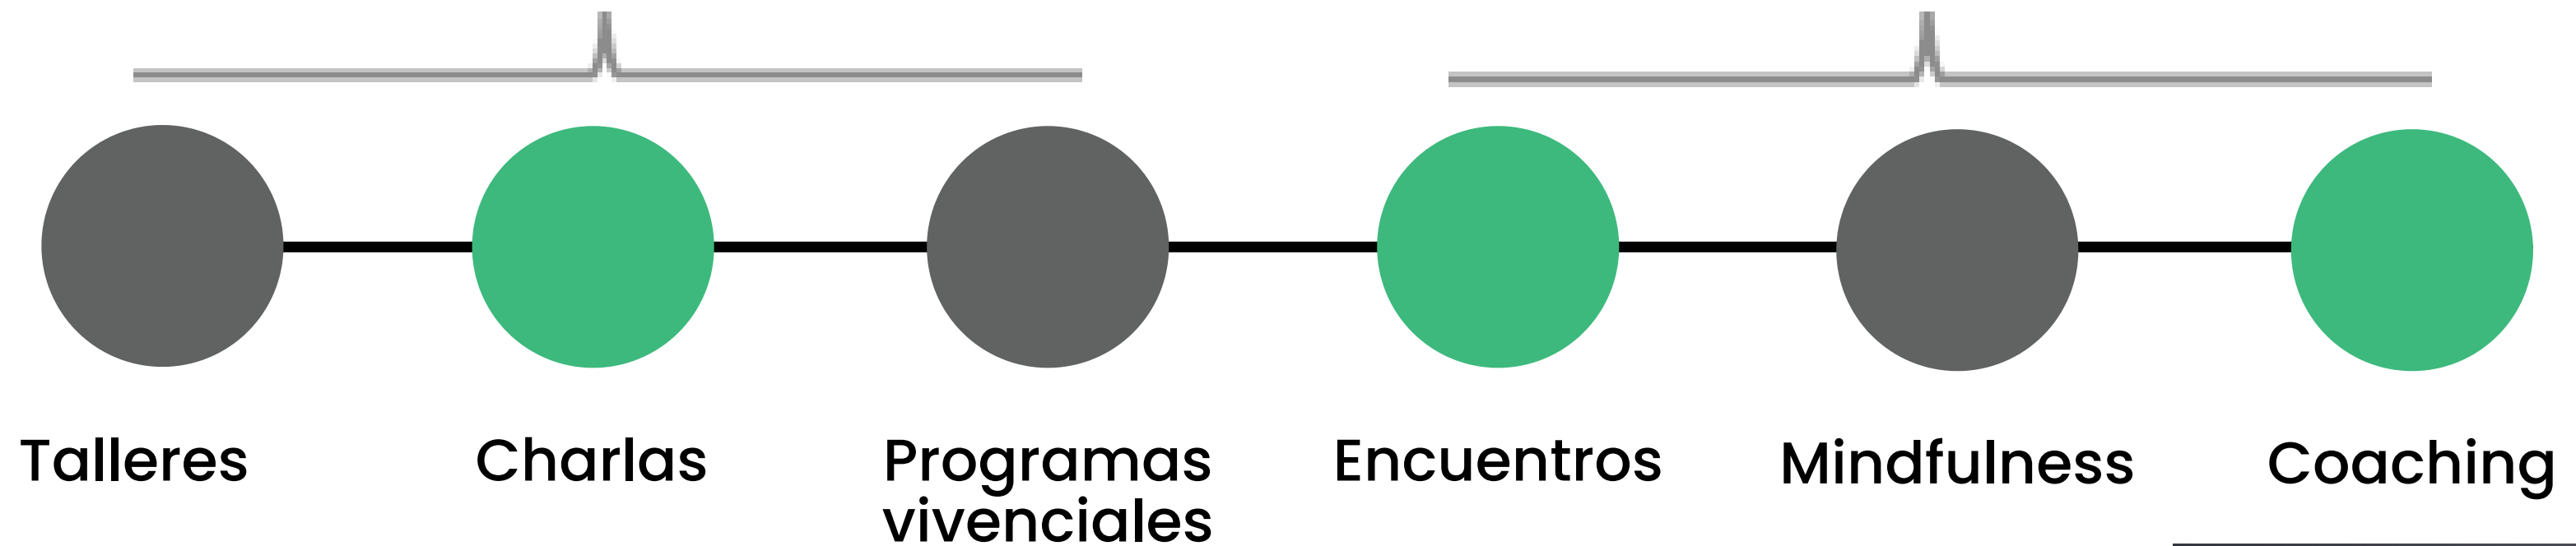 Talleres
Charlas
Programas
vivenciales
Encuentros
Mindfulness
Coaching